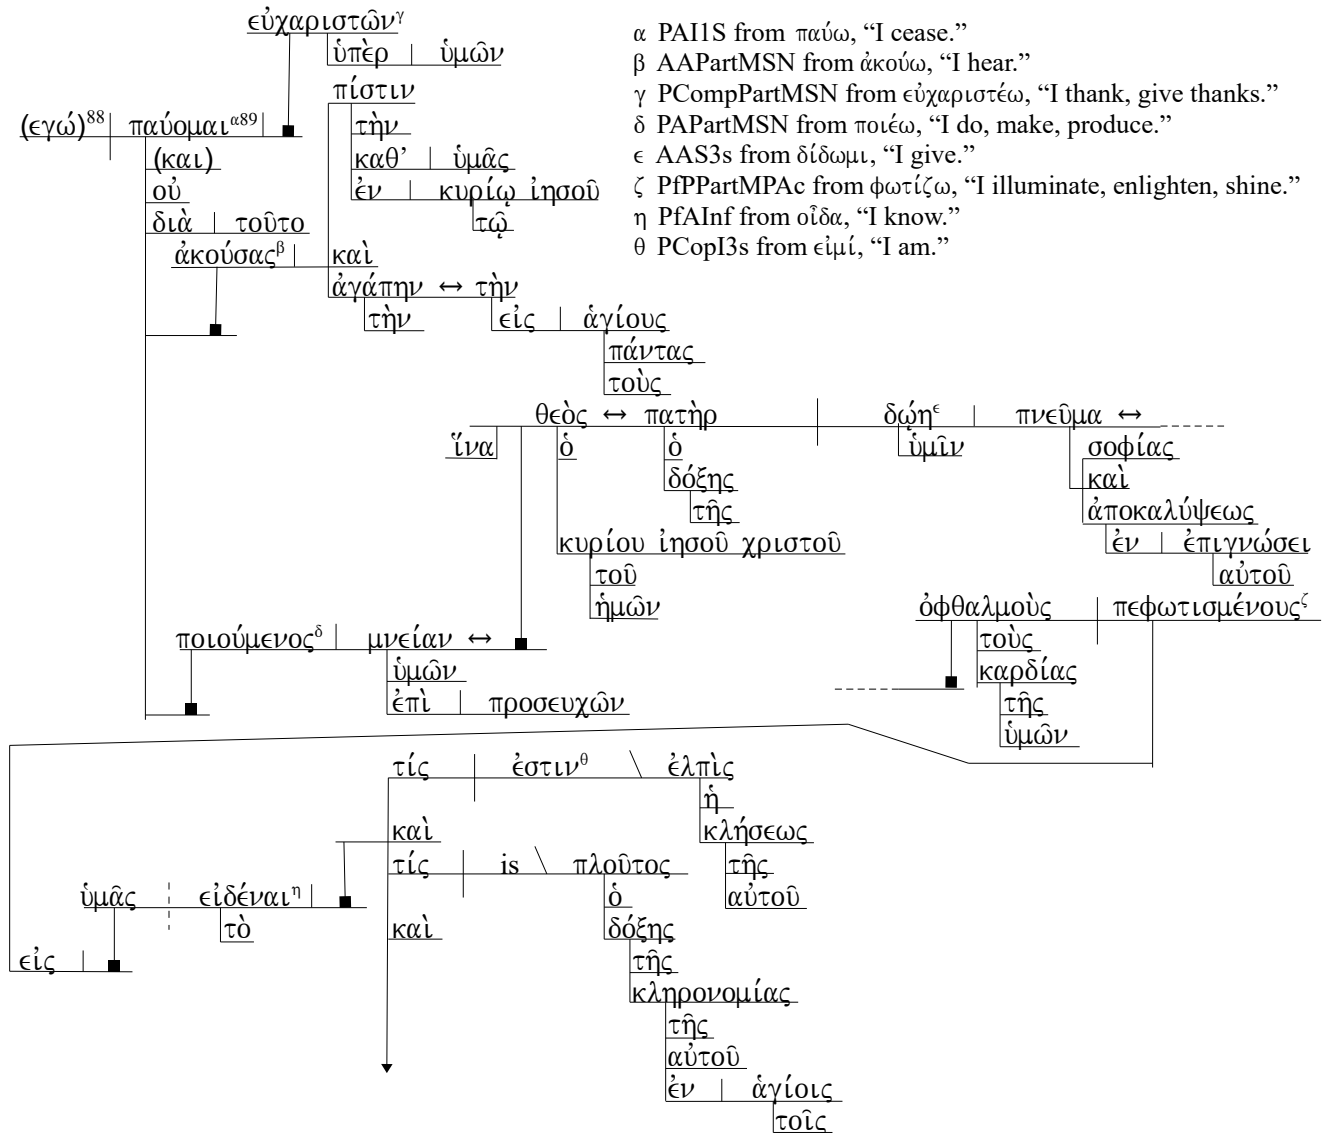 εὐχαριστῶνᵞ
ὑπὲρ ὑμῶν
α PAI1S from παύω, “I cease.”
β AAPartMSN from ἀκούω, “I hear.”
γ PCompPartMSN from εὐχαριστέω, “I thank, give thanks.”
δ PAPartMSN from ποιέω, “I do, make, produce.”
ϵ AAS3s from δίδωμι, “I give.”
ζ PfPPartMPAc from φωτίζω, “I illuminate, enlighten, shine.”
η PfAInf from οἶδα, “I know.”
θ PCopI3s from εἰμί, “I am.”
πίστιν
(εγώ)88 παύομαια89
τὴν
(και)
καθ’ ὑμᾶς
οὐ
ἐν κυρίῳ ἰησοῦ
διὰ τοῦτο
τῷ
ἀκούσαςβ
καὶ
ἀγάπην ↔ τὴν
τὴν
εἰς ἁγίους
πάντας
τοὺς
θεὸς ↔ πατὴρ δῴηϵ πνεῦμα ↔
ἵνα
ὁ
ὁ
ὑμῖν
σοφίας
δόξης
καὶ
τῆς
ἀποκαλύψεως
κυρίου ἰησοῦ χριστοῦ
ἐν ἐπιγνώσει
τοῦ
αὐτοῦ
ἡμῶν
ὀφθαλμοὺς πεφωτισμένουςζ
ποιούμενοςδ μνείαν ↔
τοὺς
ὑμῶν
καρδίας
ἐπὶ προσευχῶν
τῆς
ὑμῶν
τίς ἐστινθ ἐλπὶς
ἡ
καὶ
κλήσεως
τίς is πλοῦτος
τῆς
ὑμᾶς εἰδέναιη
ὁ
αὐτοῦ
τὸ
καὶ
δόξης
εἰς
τῆς
κληρονομίας
τῆς
αὐτοῦ
ἐν ἁγίοις
τοῖς